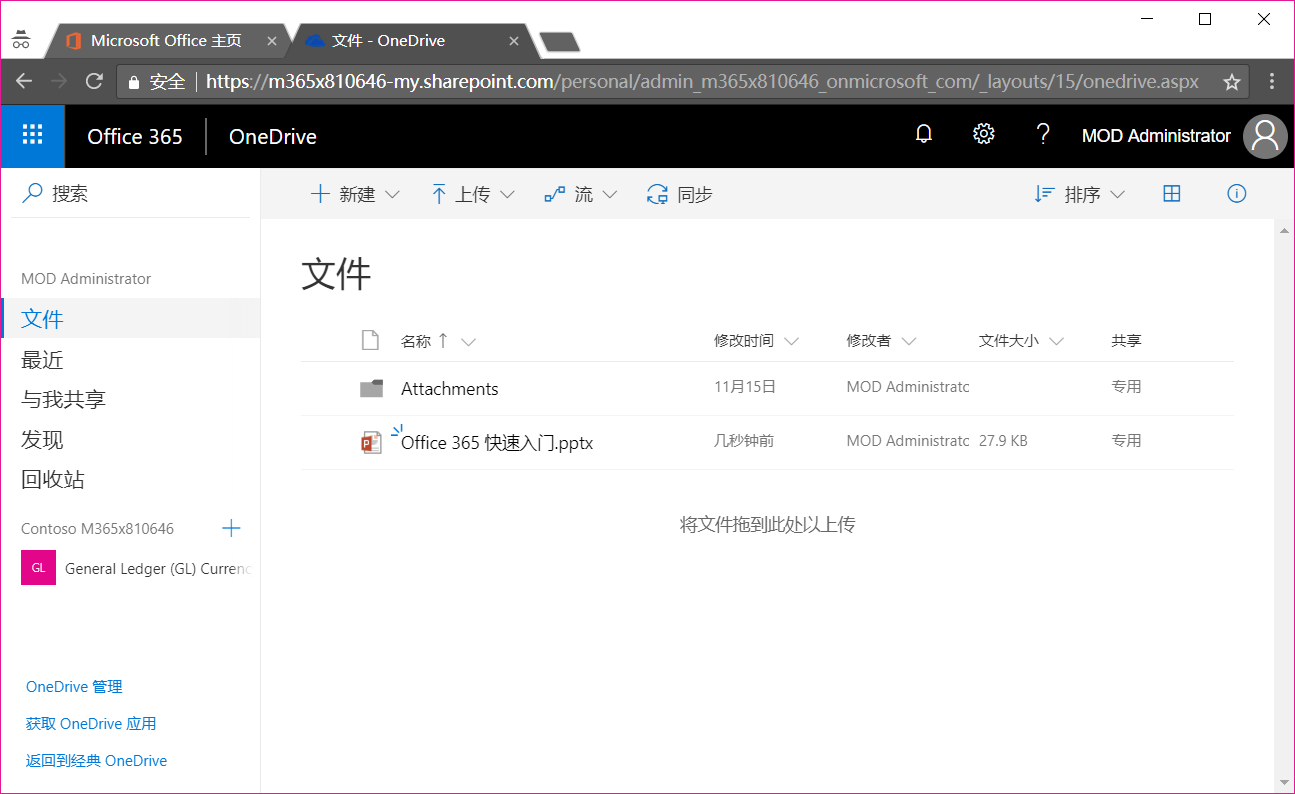 Microsoft Office 主页
文件 - OneDrive
安全 https://m365x810646-my.sharepoint.com/personal/admin_m365x810646_onmicrosoft_com/_layouts/15/onedrive.aspx
Office 365 OneDrive MOD Administrator
搜索
新建 上传 流 同步 排序
MOD Administrator
文件
最近
与我共享
发现
回收站
Contoso M365x810646
GL General Ledger (GL) Currenc
OneDrive 管理
获取 OneDrive 应用
返回到经典 OneDrive
文件
名称 修改时间 修改者 文件大小 共享
Attachments 11月15日 MOD Administratc 专用
Office 365 快速入门.pptx 几秒钟前 MOD Administratc 27.9 KB 专用
将文件拖到此处以上传